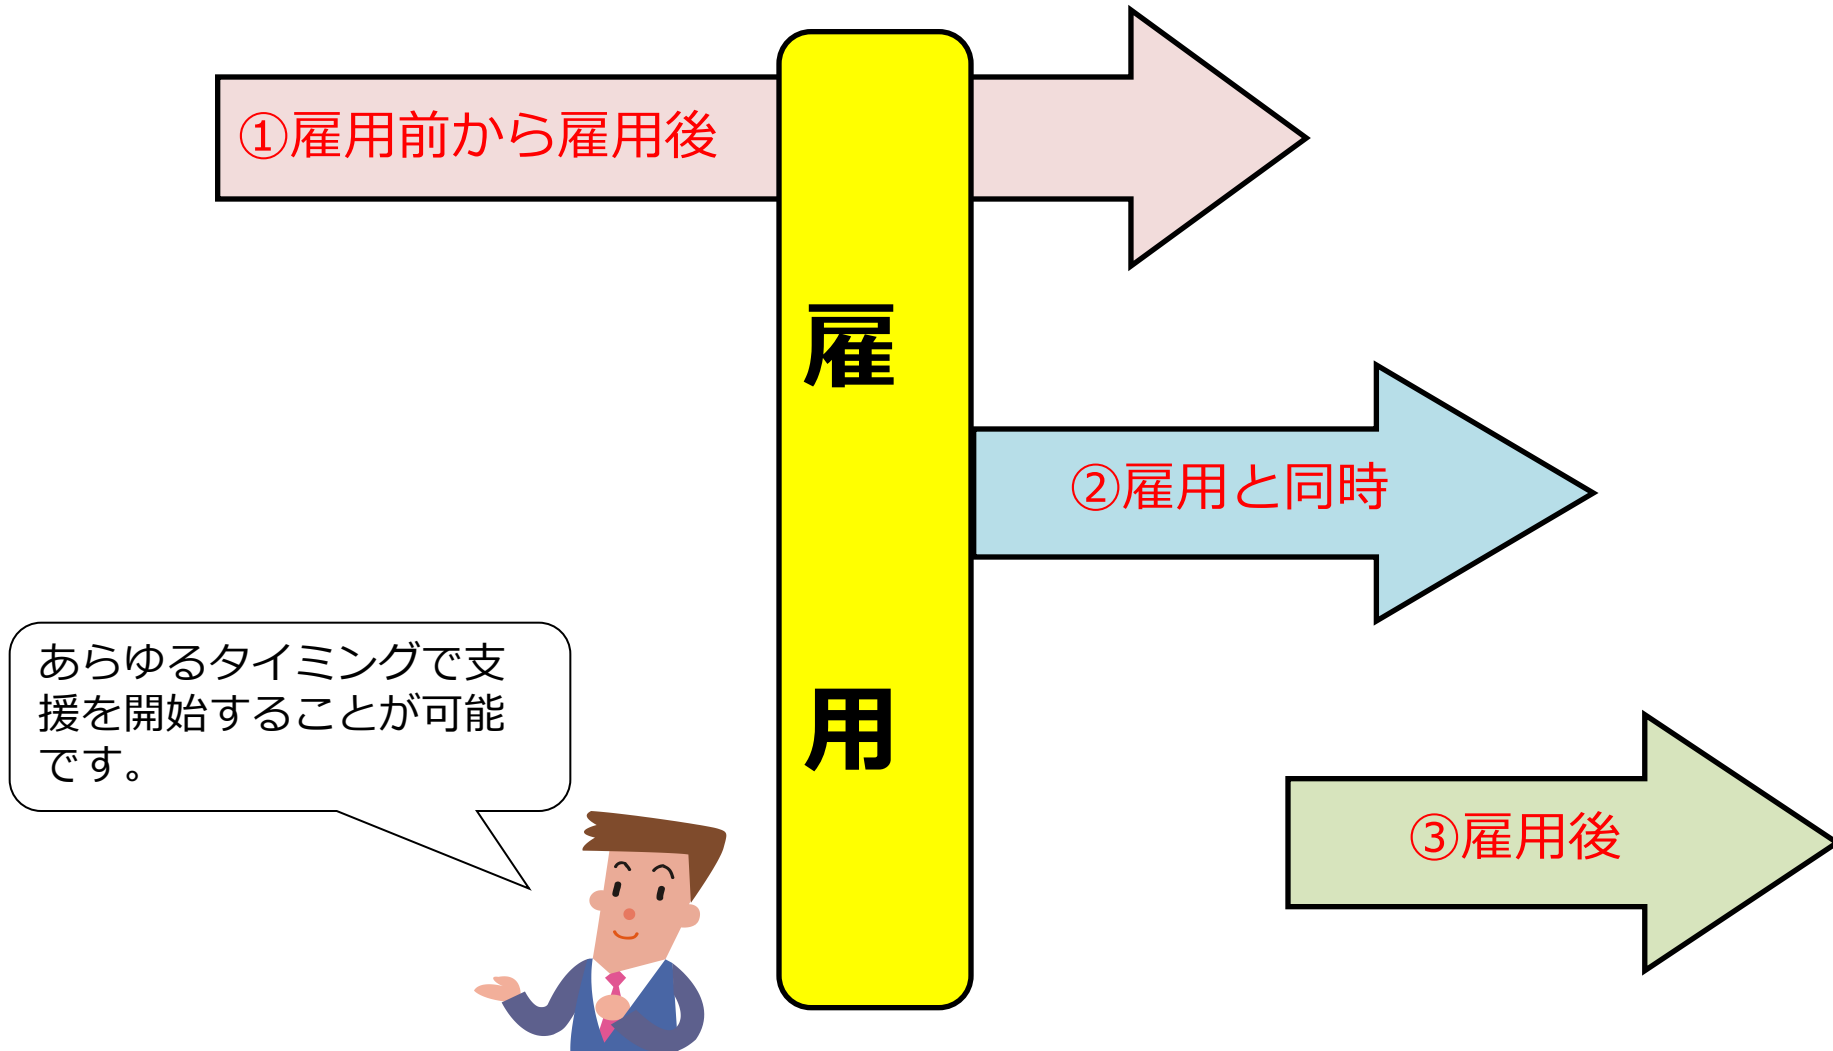 ①雇用前から雇用後
雇
用
②雇用と同時
③雇用後
あらゆるタイミングで支
援を開始することが可能
です。